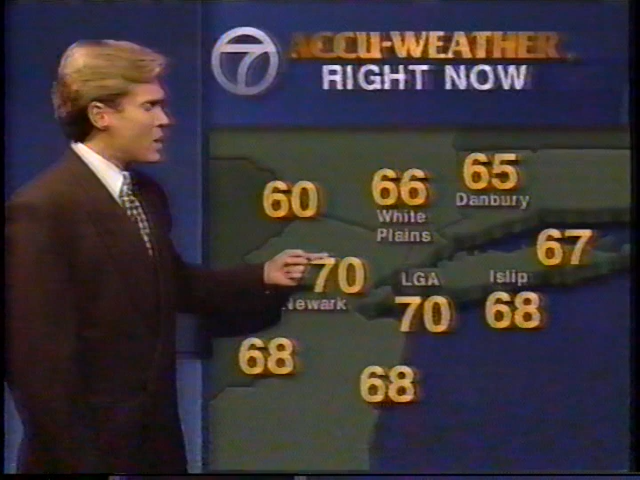 7 ACCU-WEATHER
RIGHT NOW
60
66
White
Plains
65
Danbury
67
70
Newark
LGA
70
Islip
68
68
68